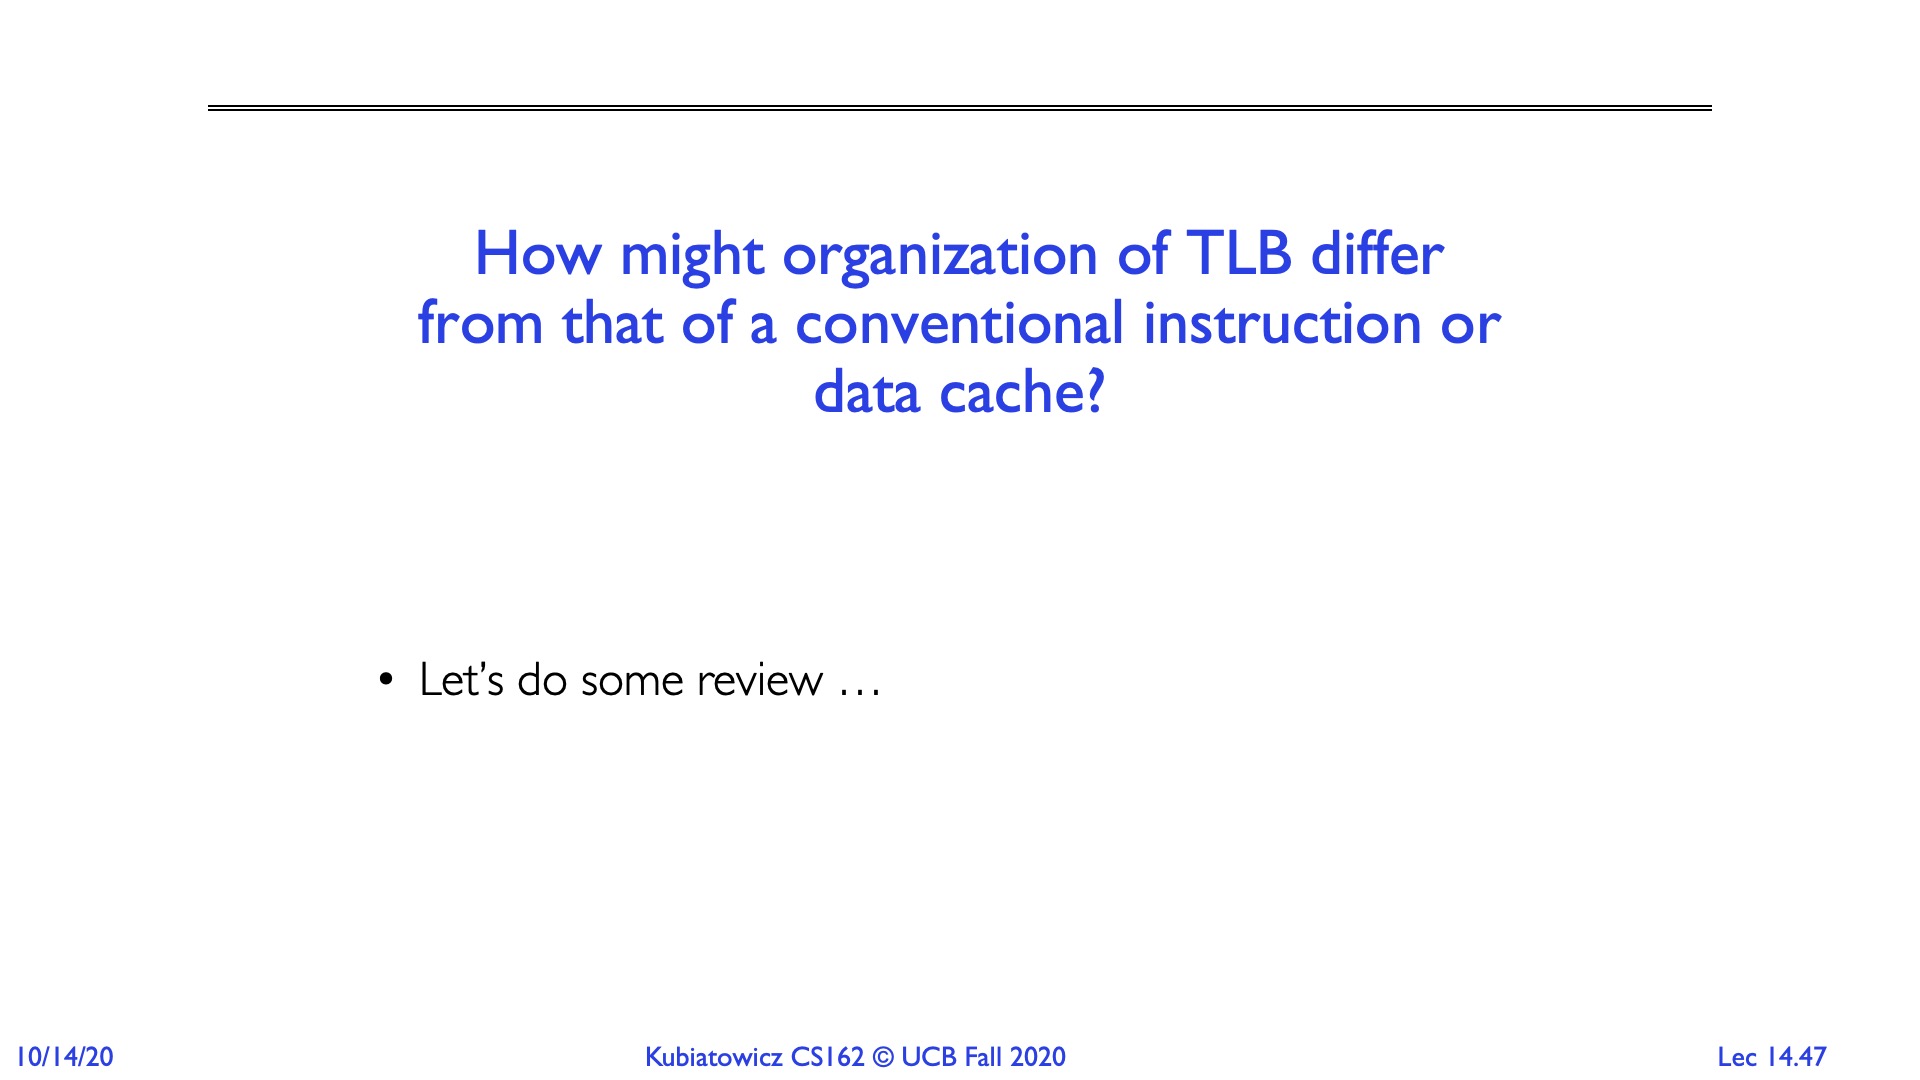 How might organization of TLB differ
from that of a conventional instruction or
data cache?
• Let’s do some review …
10/14/20
Kubiatowicz CS162 © UCB Fall 2020
Lec 14.47